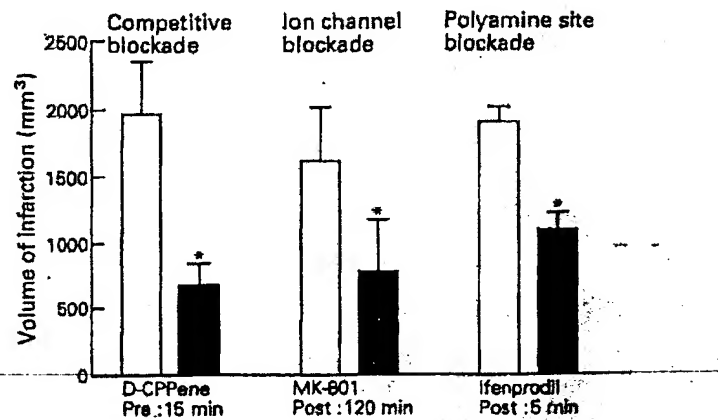 Competitive blockade
Ion channel blockade
Polyamine site blockade
Volume of infarction (mm³)
2500
2000
1500
1000
500
0
*
*
*
D-CPPene
Pre :15 min
MK-801
Post :120 min
Ifenprodil
Post :5 min